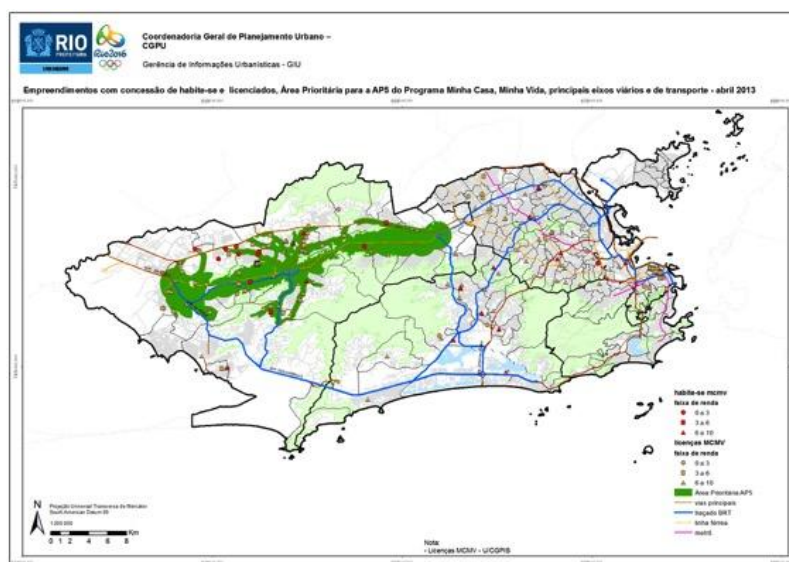 RIO
PREFEITURA
URBANISMO
Rio2016
Coordenadoria Geral de Planejamento Urbano –
CGPU
Gerência de Informações Urbanísticas - GIU
Empreendimentos com concessão de habite-se e licenciados, Área Prioritária para a AP5 do Programa Minha Casa, Minha Vida, principais eixos viários e de transporte - abril 2013
habite-se mcmv
feixa de renda
0 a 3
3 a 6
6 a 10
licenças MCMV
feixa de renda
0 a 3
3 a 6
6 a 10
Área Prioritária AP5
vias principais
traçado BRT
linha férrea
metrô
N
Projeção Universal Transversa de Mercator
South American Datum 69
0 1 2 4 6 8
Km
Nota:
- Licenças MCMV - U/CGPIS